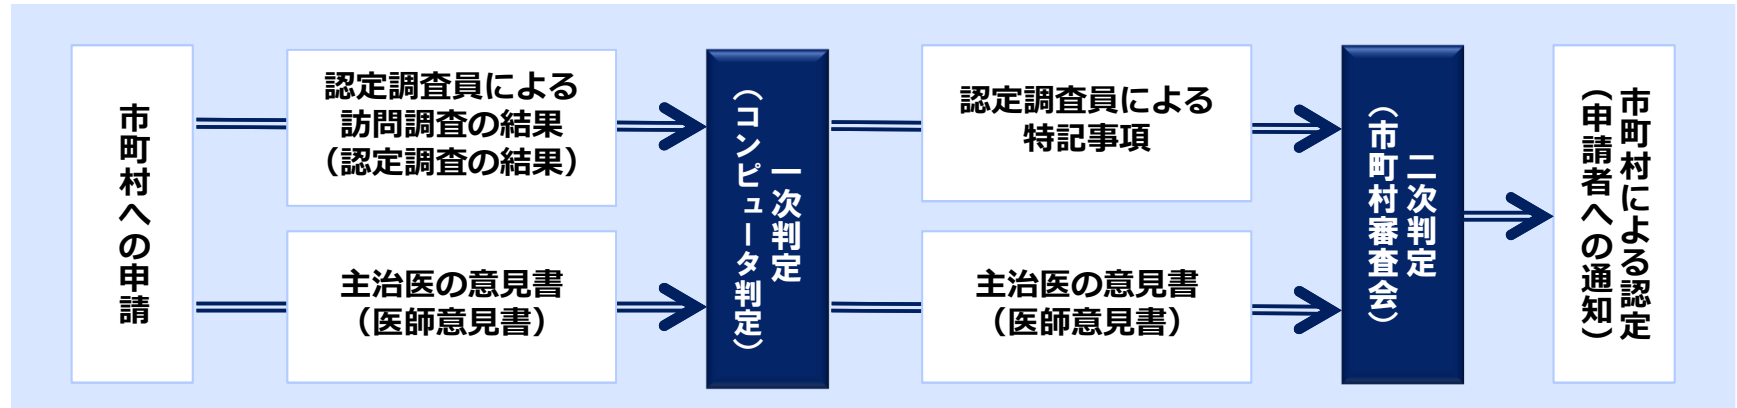 市町村への申請
認定調査員による
訪問調査の結果
（認定調査の結果）
主治医の意見書
（医師意見書）
一次判定
（コンピュータ判定）
認定調査員による
特記事項
主治医の意見書
（医師意見書）
二次判定
（市町村審査会）
市町村による認定
（申請者への通知）